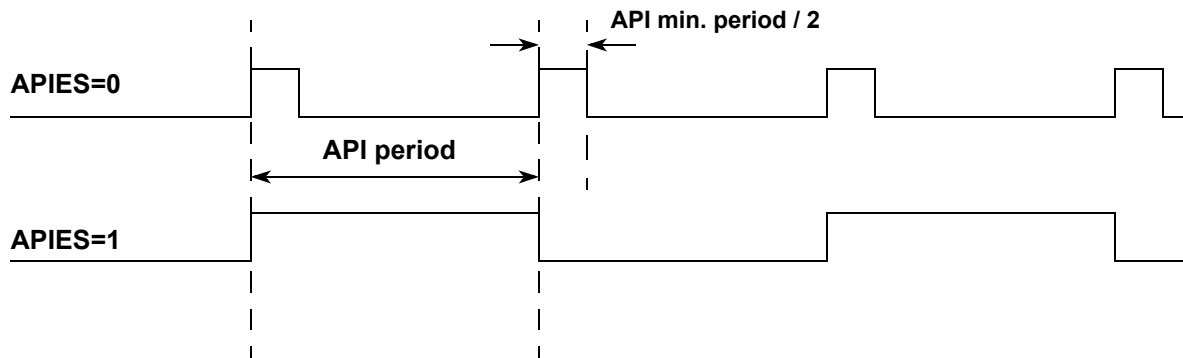 API min. period / 2
APIES=0
API period
APIES=1